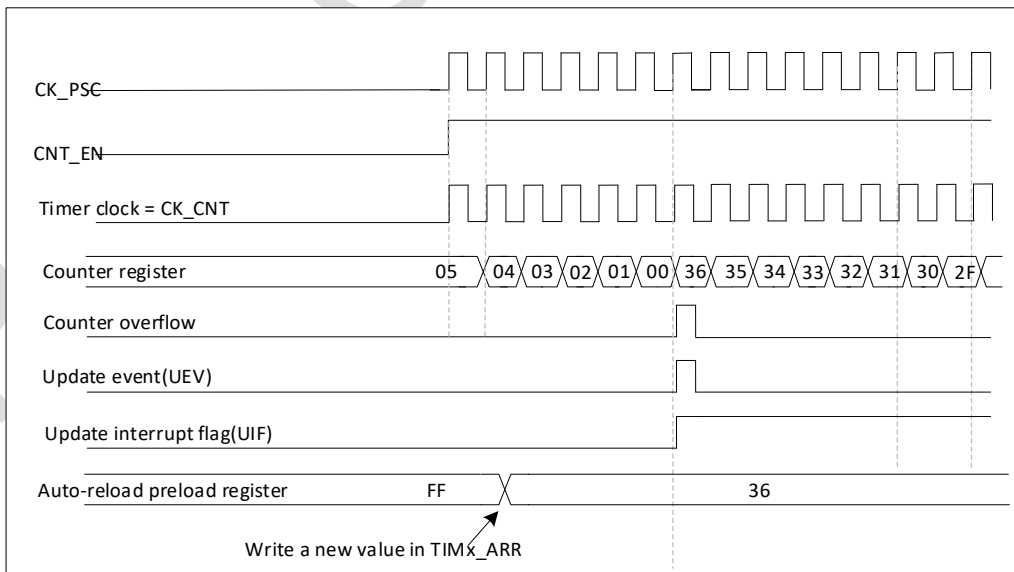 CK_PSC
CNT_EN
Timer clock = CK_CNT
Counter register 05 04 03 02 01 00 36 35 34 33 32 31 30 2F
Counter overflow
Update event(UEV)
Update interrupt flag(UIF)
Auto-reload preload register FF 36
Write a new value in TIMx_ARR